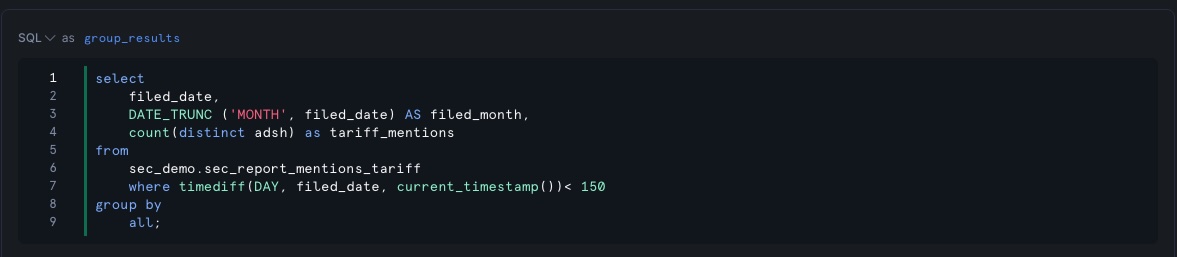 SQL as group_results
1 select
2 filed_date,
3 DATE_TRUNC ('MONTH', filed_date) AS filed_month,
4 count(distinct adsh) as tariff_mentions
5 from
6 sec_demo.sec_report_mentions_tariff
7 where timediff(DAY, filed_date, current_timestamp())< 150
8 group by
9 all;